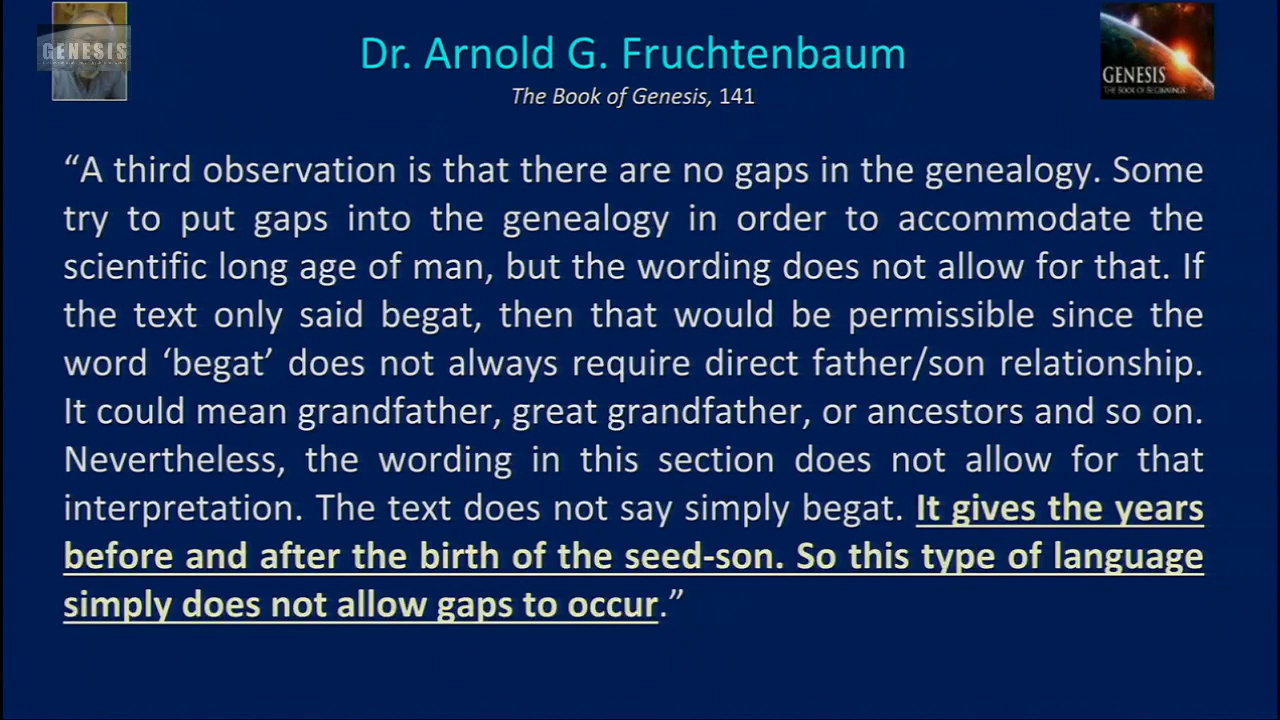 GENESIS
Dr. Arnold G. Fruchtenbaum
The Book of Genesis, 141
GENESIS
THE BOOK OF BEGINNINGS
“A third observation is that there are no gaps in the genealogy. Some
try to put gaps into the genealogy in order to accommodate the
scientific long age of man, but the wording does not allow for that. If
the text only said begat, then that would be permissible since the
word ‘begat’ does not always require direct father/son relationship.
It could mean grandfather, great grandfather, or ancestors and so on.
Nevertheless, the wording in this section does not allow for that
interpretation. The text does not say simply begat. It gives the years
before and after the birth of the seed-son. So this type of language
simply does not allow gaps to occur.”